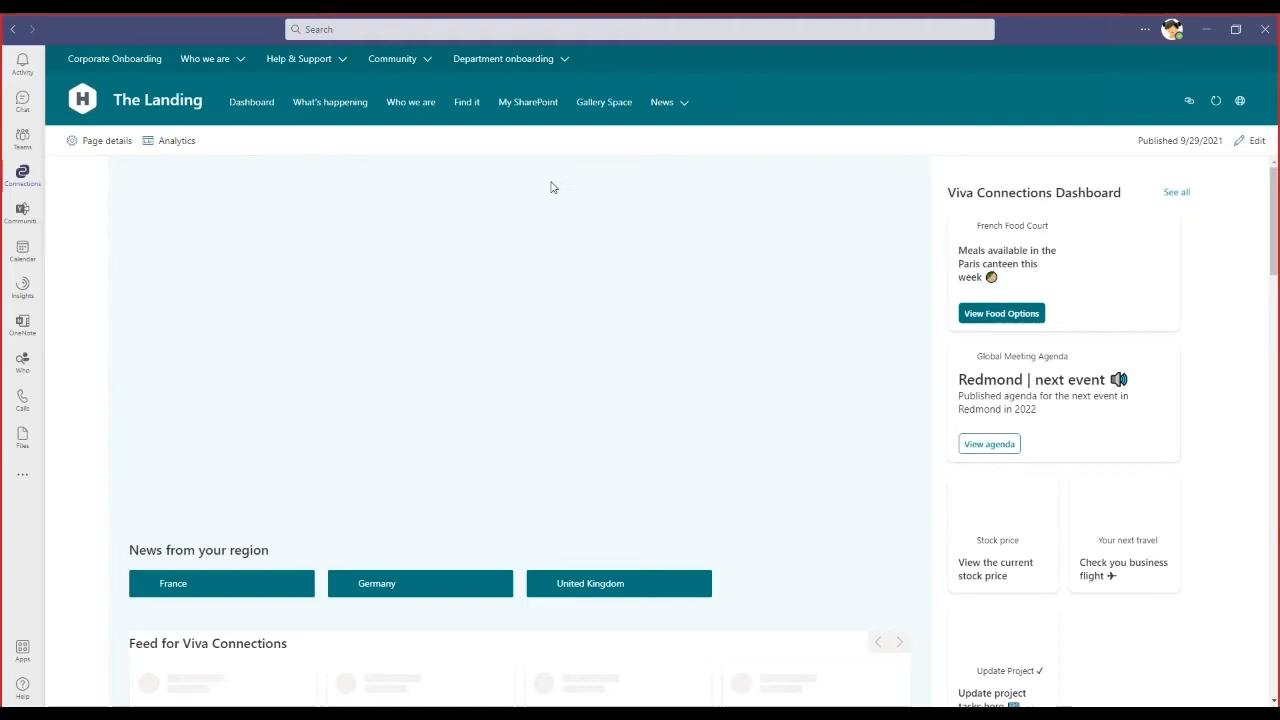 Search
Activity
Chat
Teams
Connections
Communiti...
Calendar
Insights
OneNote
Who
Calls
Files
...
Apps
Help
Corporate Onboarding Who we are Help & Support Community Department onboarding
H
The Landing
Dashboard What's happening Who we are Find it My SharePoint Gallery Space News
Page details Analytics
Published 9/29/2021 Edit
News from your region
France Germany United Kingdom
Feed for Viva Connections
Viva Connections Dashboard See all
French Food Court
Meals available in the
Paris canteen this
week
View Food Options
Global Meeting Agenda
Redmond | next event
Published agenda for the next event in
Redmond in 2022
View agenda
Stock price
View the current
stock price
Your next travel
Check you business
flight ✈
Update Project ✓
Update project
tasks here